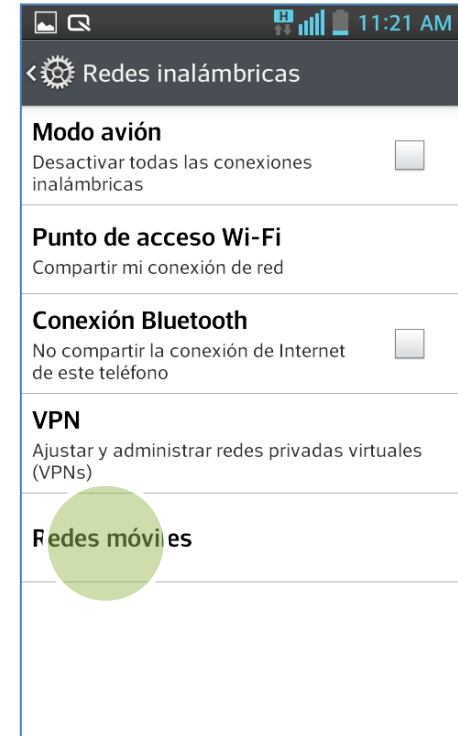 H 11:21 AM
Redes inalámbricas
Modo avión
Desactivar todas las conexiones
inalámbricas
Punto de acceso Wi-Fi
Compartir mi conexión de red
Conexión Bluetooth
No compartir la conexión de Internet
de este teléfono
VPN
Ajustar y administrar redes privadas virtuales
(VPNs)
Redes móviles